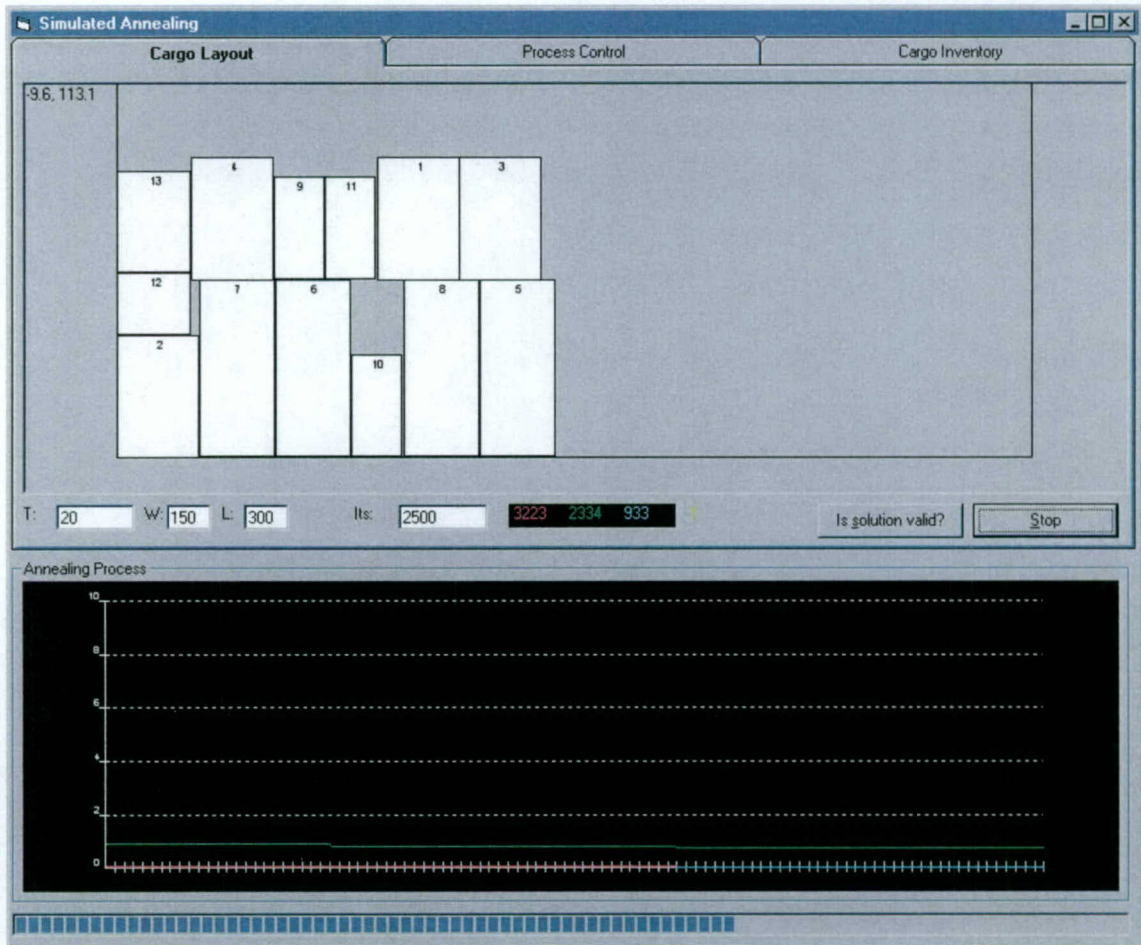 Simulated Annealing
Cargo Layout Process Control Cargo Inventory
-9.6, 113.1
4 1 3
13 9 11
12 7 6 8 5
2
10
T: 20 W: 150 L: 300 Its: 2500 3223 2334 933 Is solution valid? Stop
Annealing Process
10
8
6
4
2
0